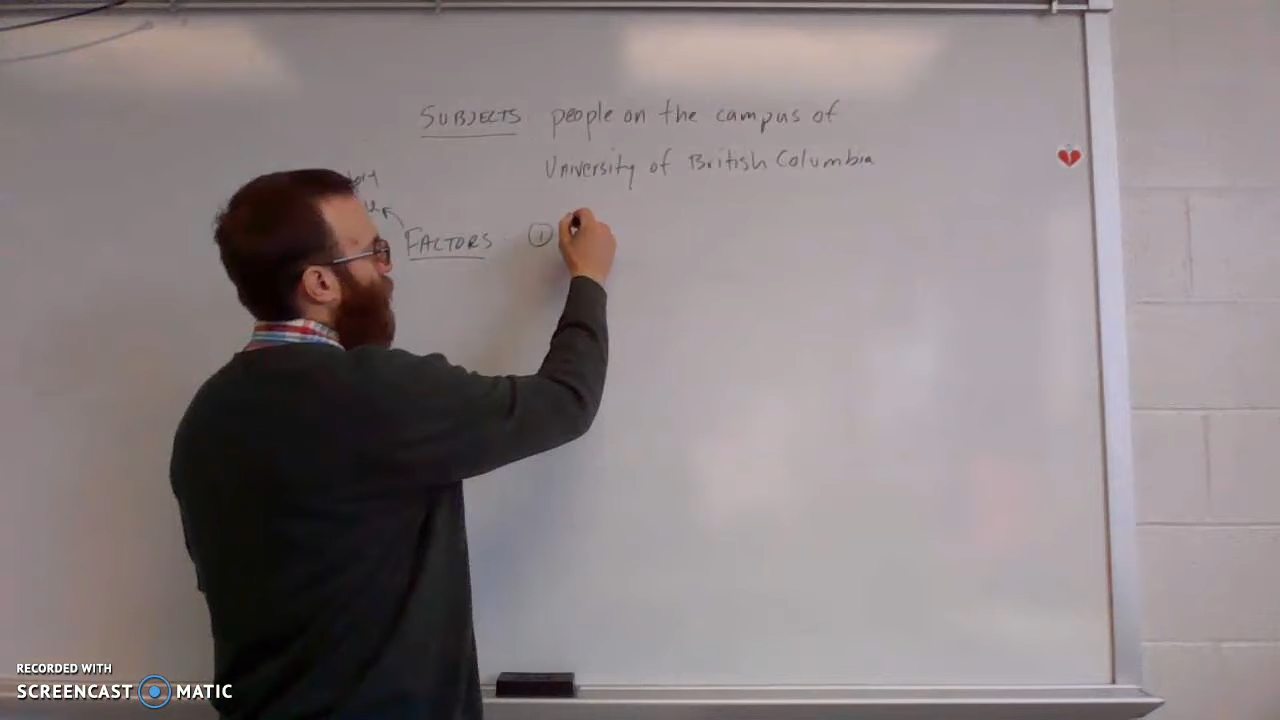 SUBJECTS people on the campus of
University of British Columbia
FACTORS ①
RECORDED WITH
SCREENCAST MATIC